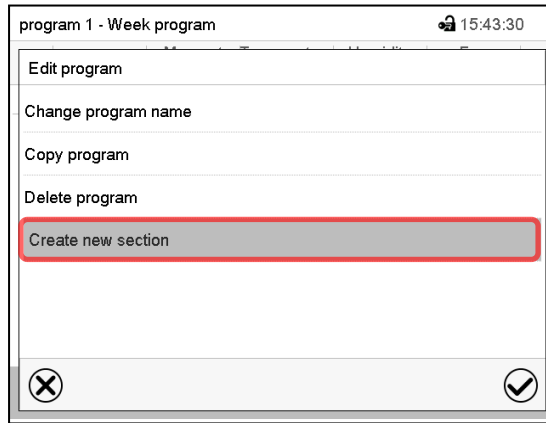 program 1 - Week program 15:43:30
Edit program
Change program name
Copy program
Delete program
Create new section